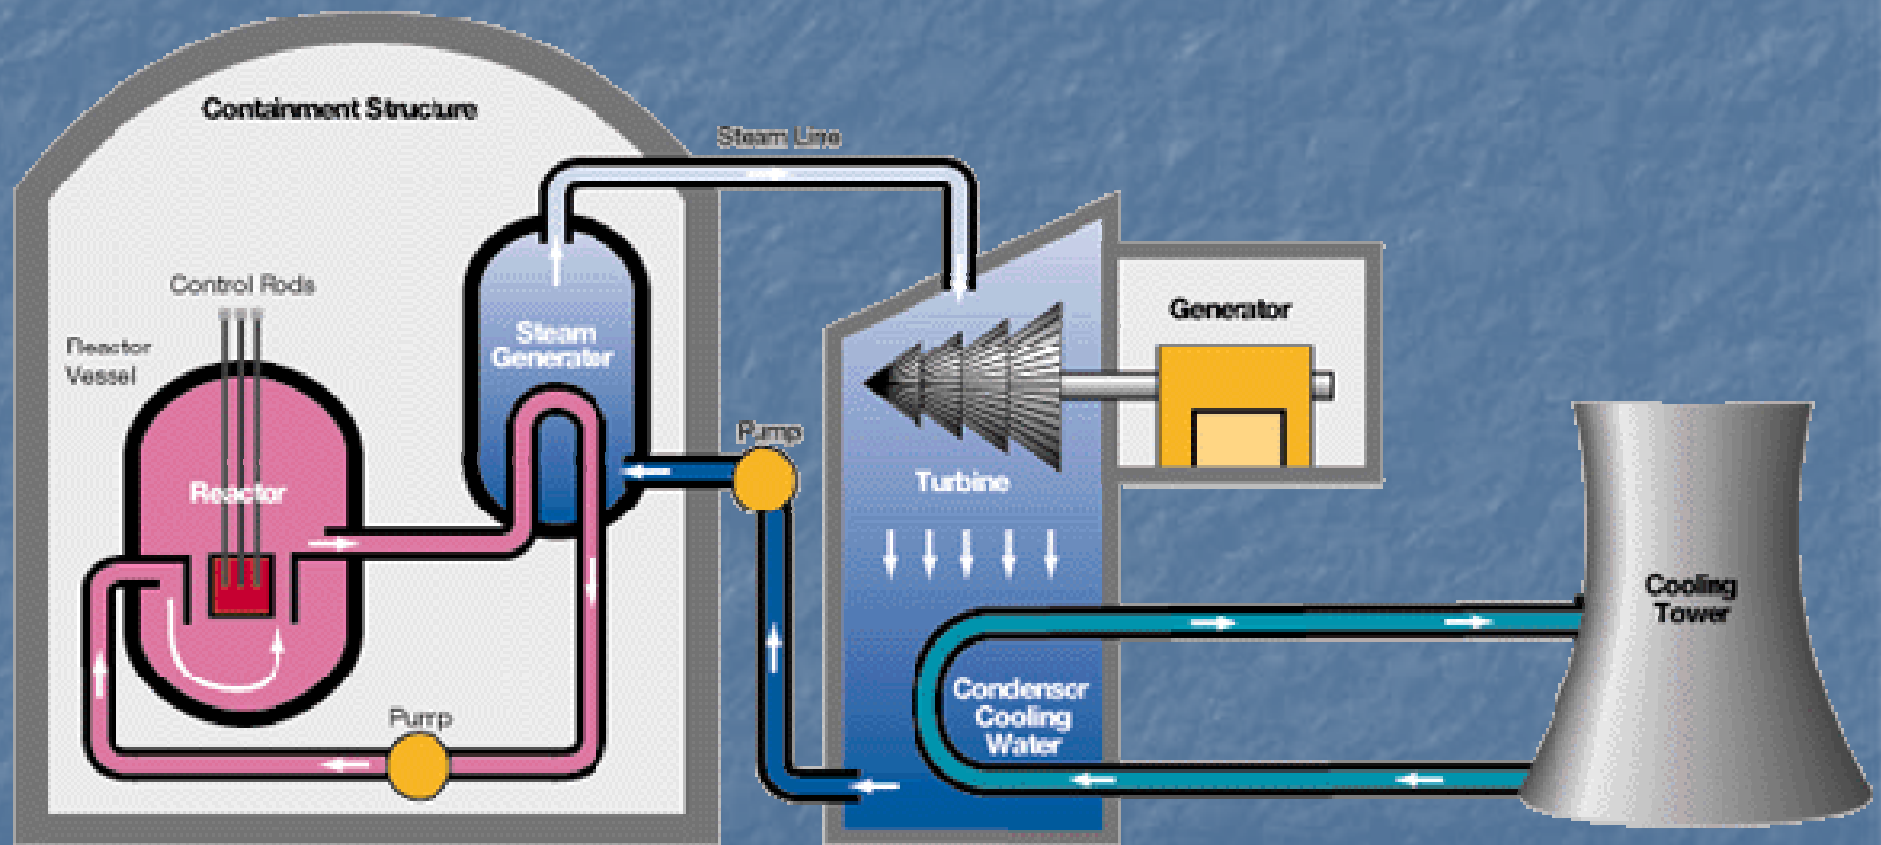 Containment Structure
Steam Line
Control Rods
Reactor
Vessel
Steam
Generator
Generator
Pump
Reactor
Turbine
Cooling
Tower
Condensor
Cooling
Water
Pump